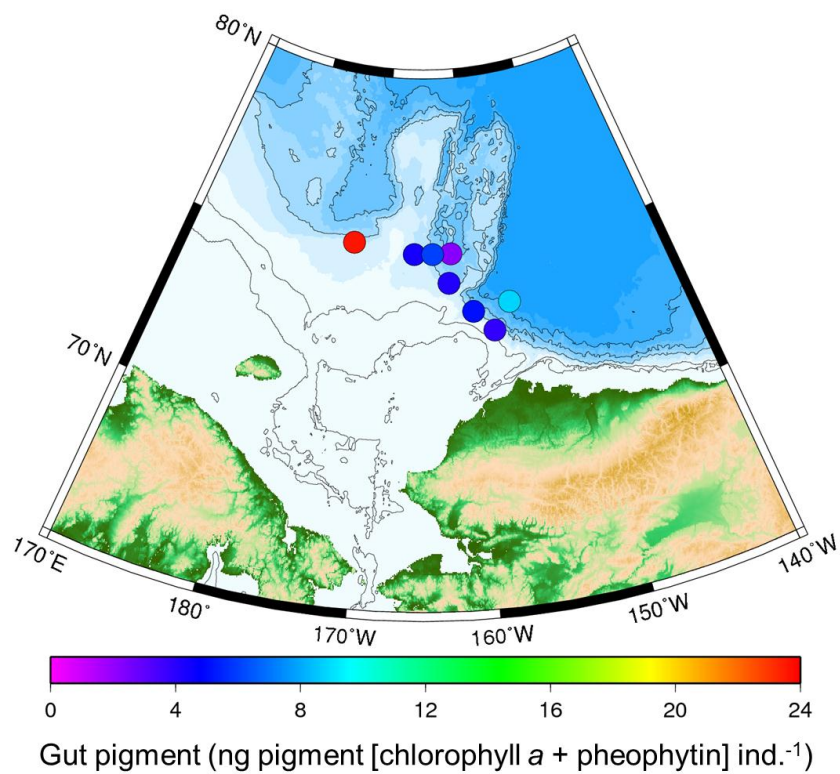 80˚N
70˚N
170˚E
180˚
170˚W
160˚W
150˚W
140˚W
0 4 8 12 16 20 24
Gut pigment (ng pigment [chlorophyll a + pheophytin] ind.⁻¹)